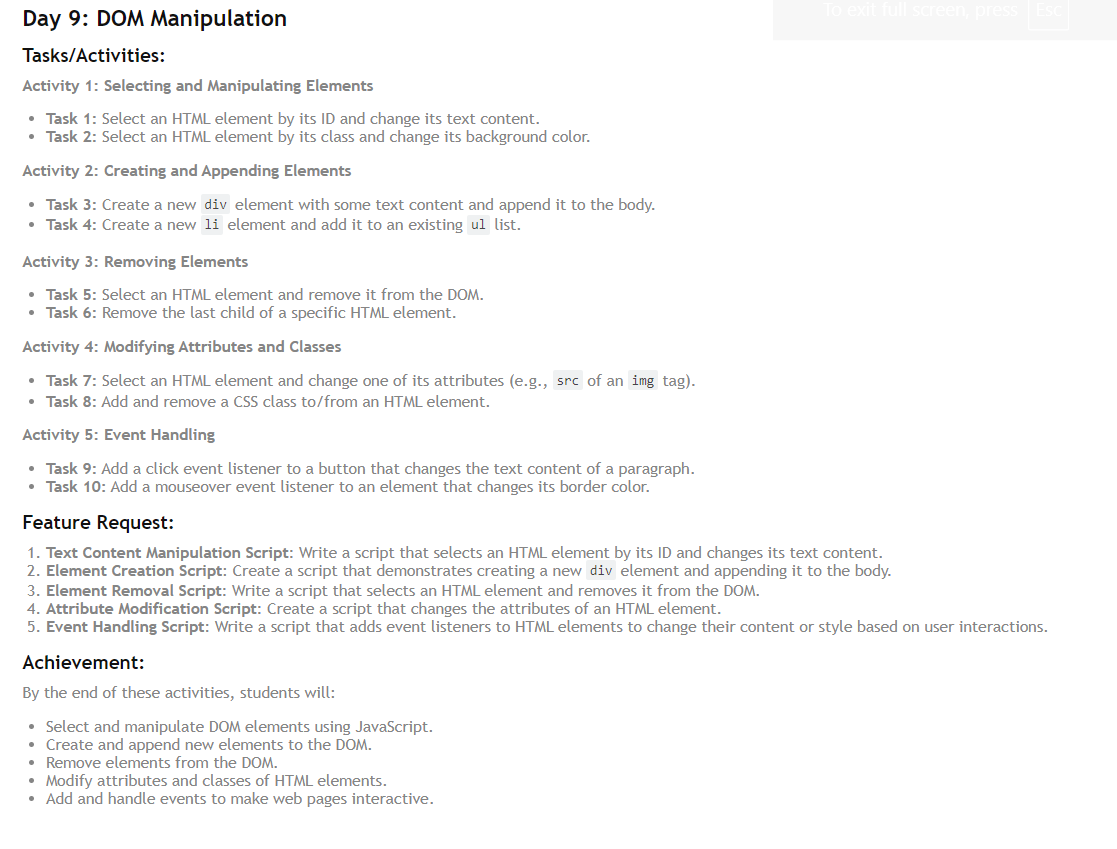 To exit full screen, press Esc
Day 9: DOM Manipulation
Tasks/Activities:
Activity 1: Selecting and Manipulating Elements
• Task 1: Select an HTML element by its ID and change its text content.
• Task 2: Select an HTML element by its class and change its background color.
Activity 2: Creating and Appending Elements
• Task 3: Create a new div element with some text content and append it to the body.
• Task 4: Create a new li element and add it to an existing ul list.
Activity 3: Removing Elements
• Task 5: Select an HTML element and remove it from the DOM.
• Task 6: Remove the last child of a specific HTML element.
Activity 4: Modifying Attributes and Classes
• Task 7: Select an HTML element and change one of its attributes (e.g., src of an img tag).
• Task 8: Add and remove a CSS class to/from an HTML element.
Activity 5: Event Handling
• Task 9: Add a click event listener to a button that changes the text content of a paragraph.
• Task 10: Add a mouseover event listener to an element that changes its border color.
Feature Request:
1. Text Content Manipulation Script: Write a script that selects an HTML element by its ID and changes its text content.
2. Element Creation Script: Create a script that demonstrates creating a new div element and appending it to the body.
3. Element Removal Script: Write a script that selects an HTML element and removes it from the DOM.
4. Attribute Modification Script: Create a script that changes the attributes of an HTML element.
5. Event Handling Script: Write a script that adds event listeners to HTML elements to change their content or style based on user interactions.
Achievement:
By the end of these activities, students will:
• Select and manipulate DOM elements using JavaScript.
• Create and append new elements to the DOM.
• Remove elements from the DOM.
• Modify attributes and classes of HTML elements.
• Add and handle events to make web pages interactive.